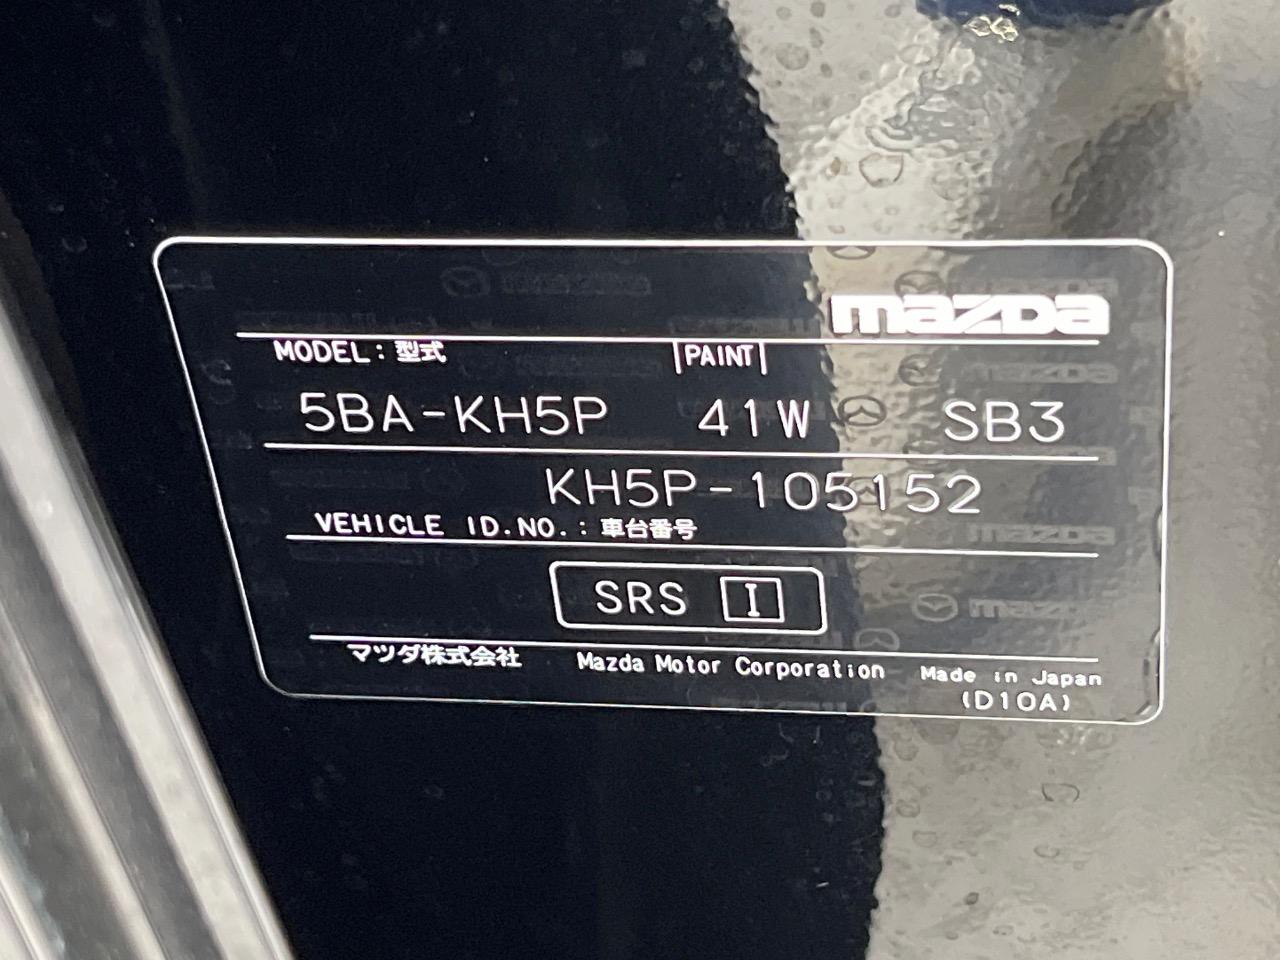 mazda
MODEL : 型式 PAINT
5BA-KH5P 41W SB3
KH5P-105152
VEHICLE ID.NO. : 車台番号
SRS I
マツダ株式会社 Mazda Motor Corporation Made in Japan
(D10A)